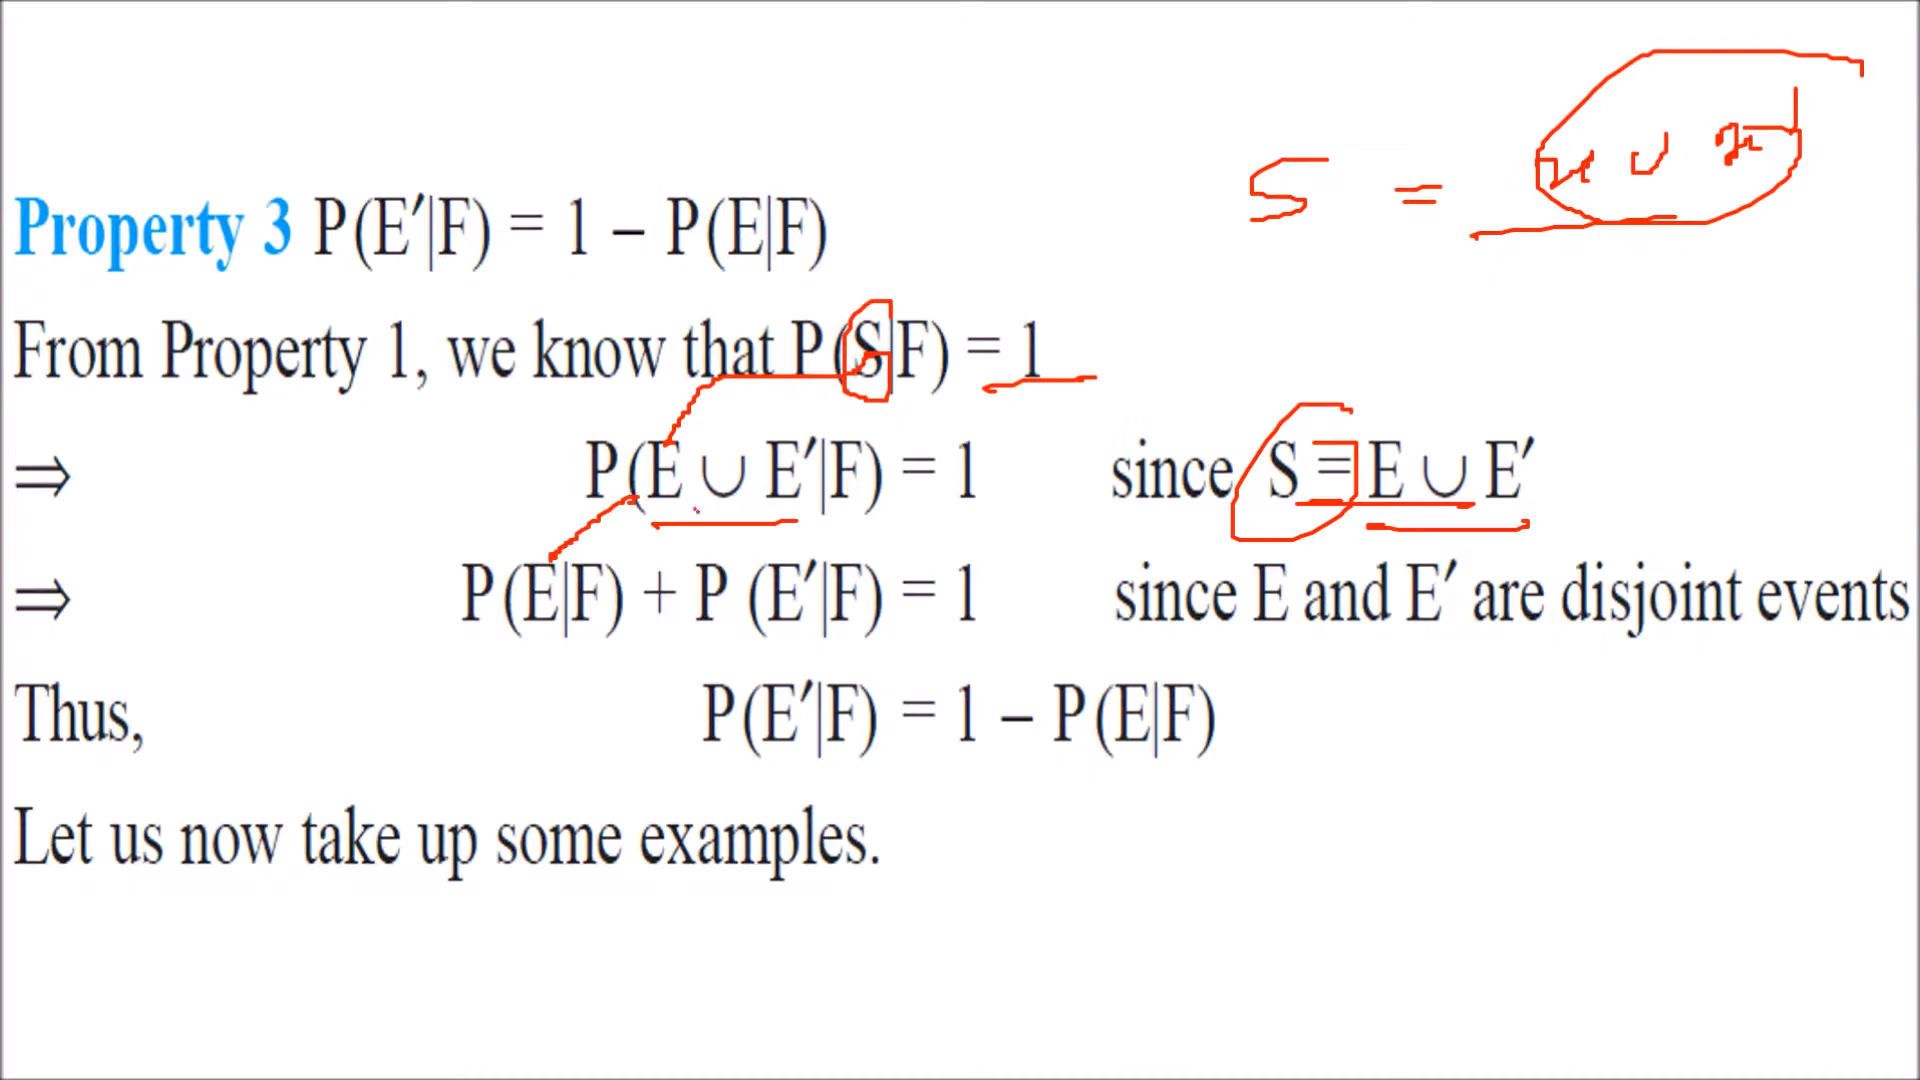 S =
Property 3 P(E′|F) = 1 – P(E|F)
From Property 1, we know that P(S|F) = 1
⇒ P(E ∪ E′|F) = 1 since S = E ∪ E′
⇒ P(E|F) + P (E′|F) = 1 since E and E′ are disjoint events
Thus, P(E′|F) = 1 – P(E|F)
Let us now take up some examples.